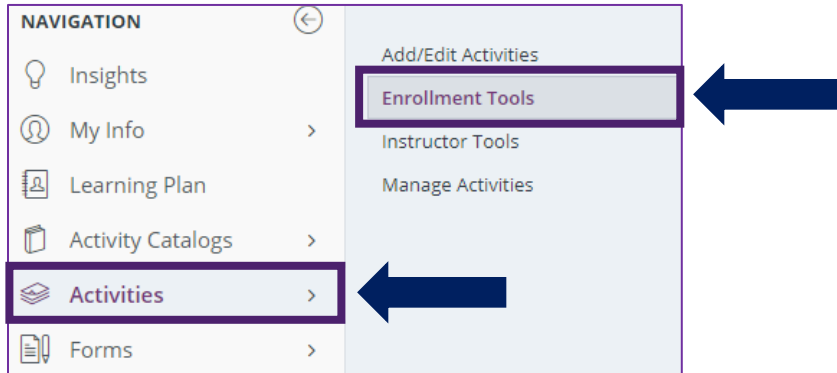 NAVIGATION
Insights
My Info
Learning Plan
Activity Catalogs
Activities
Forms
Add/Edit Activities
Enrollment Tools
Instructor Tools
Manage Activities